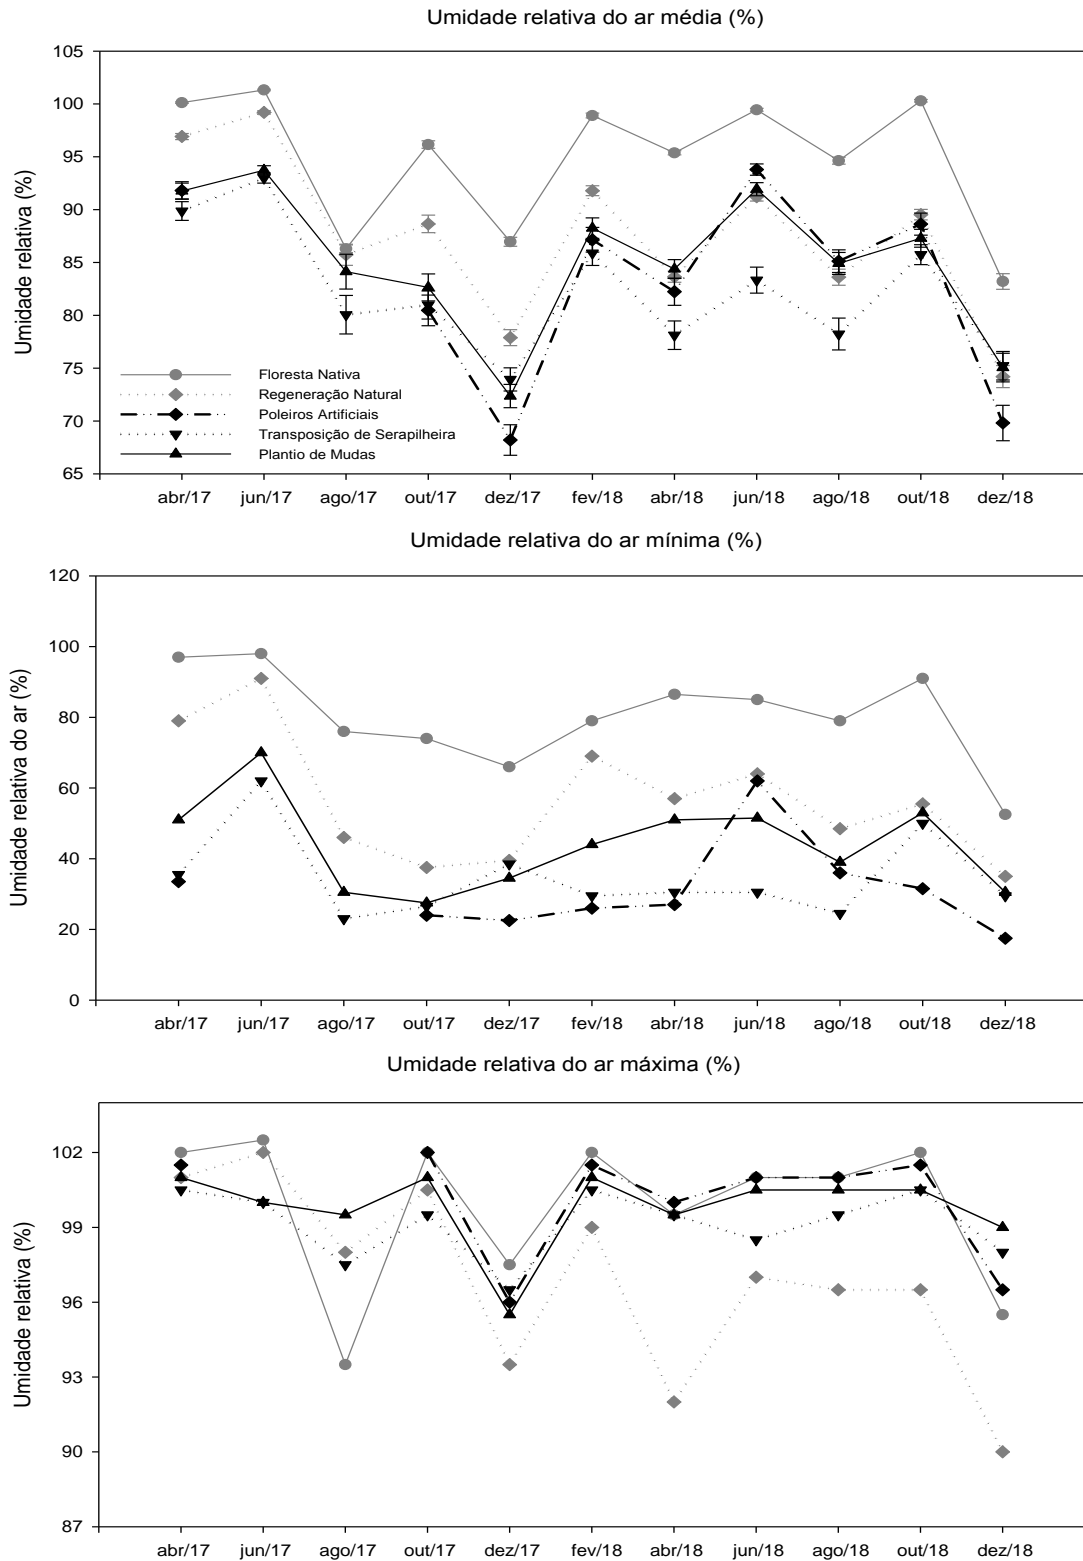 Umidade relativa do ar média (%)
105
100
95
90
85
80
75
70
65
Umidade relativa (%)
Floresta Nativa
Regeneração Natural
Poleiros Artificiais
Transposição de Serapilheira
Plantio de Mudas
abr/17 jun/17 ago/17 out/17 dez/17 fev/18 abr/18 jun/18 ago/18 out/18 dez/18
Umidade relativa do ar mínima (%)
120
100
80
60
40
20
0
Umidade relativa do ar (%)
abr/17 jun/17 ago/17 out/17 dez/17 fev/18 abr/18 jun/18 ago/18 out/18 dez/18
Umidade relativa do ar máxima (%)
102
99
96
93
90
87
Umidade relativa (%)
abr/17 jun/17 ago/17 out/17 dez/17 fev/18 abr/18 jun/18 ago/18 out/18 dez/18